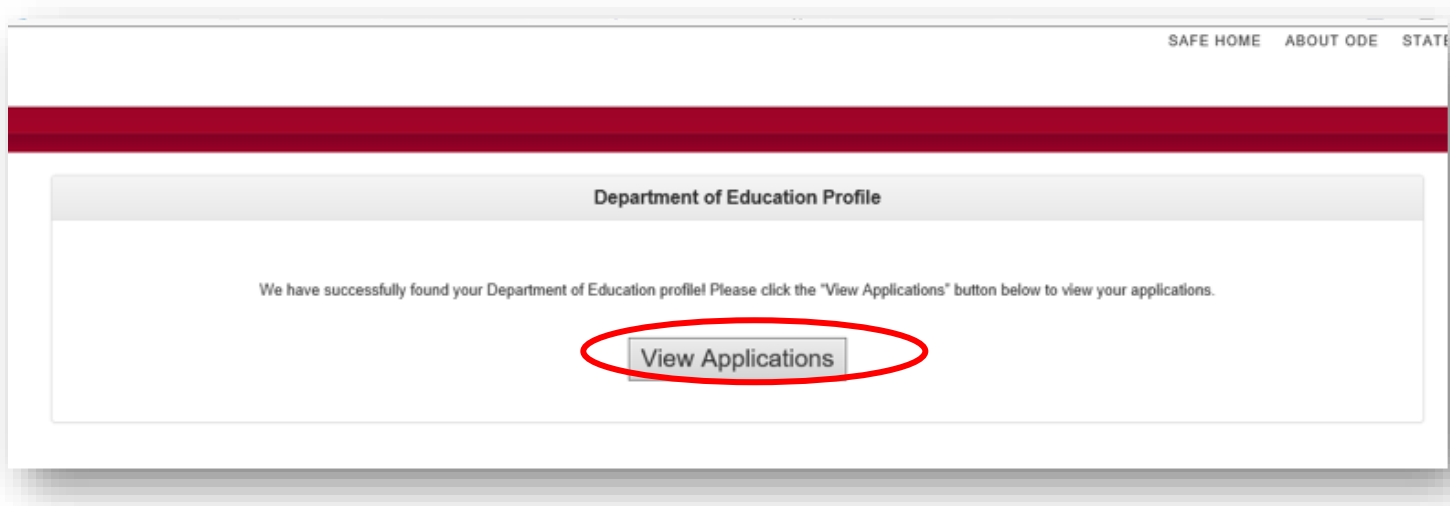 SAFE HOME ABOUT ODE STATE
Department of Education Profile
We have successfully found your Department of Education profile! Please click the "View Applications" button below to view your applications.
View Applications